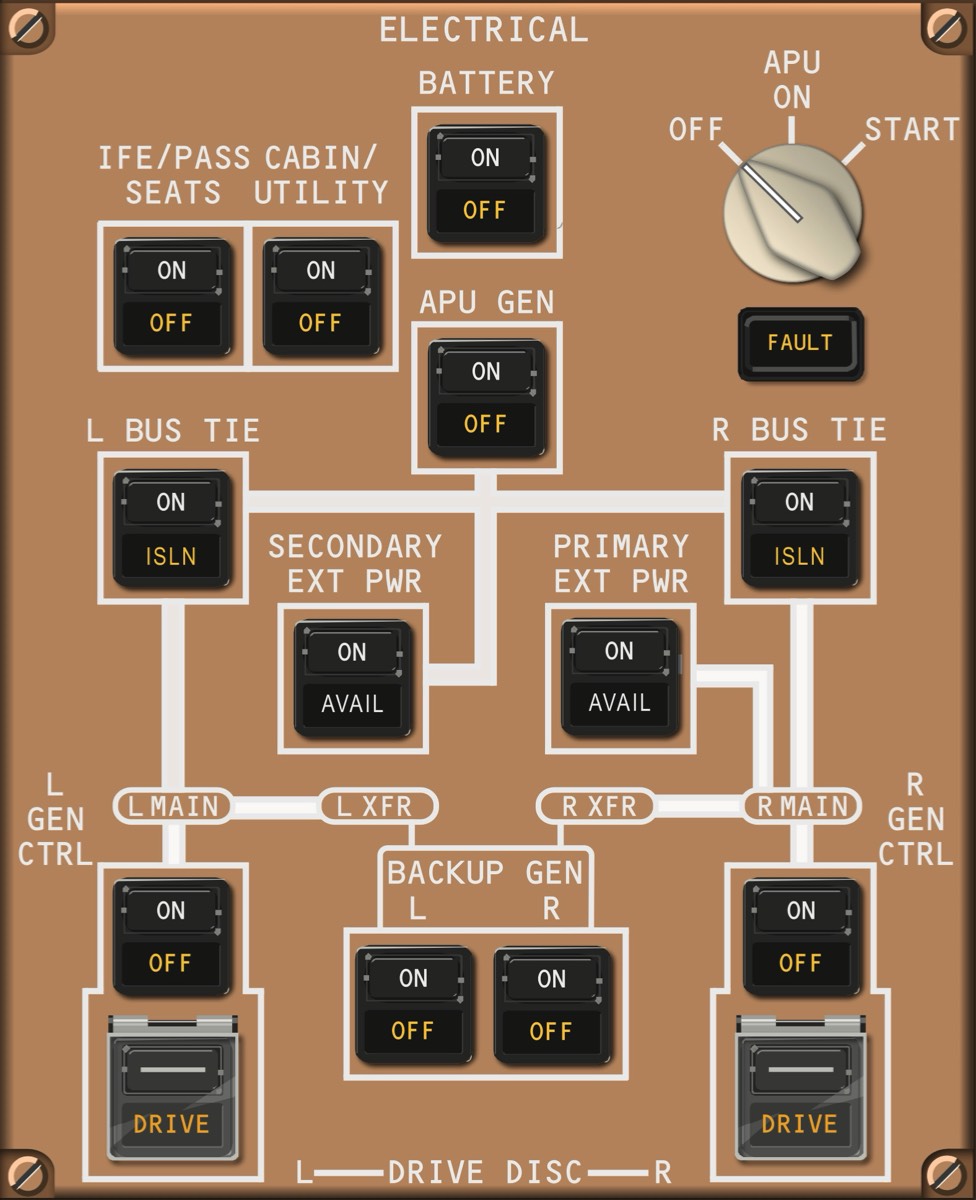 ELECTRICAL
BATTERY
ON
OFF
APU
ON
OFF START
FAULT
IFE/PASS CABIN/
SEATS UTILITY
ON ON
OFF OFF
APU GEN
ON
OFF
L BUS TIE
ON
ISLN
R BUS TIE
ON
ISLN
SECONDARY
EXT PWR
ON
AVAIL
PRIMARY
EXT PWR
ON
AVAIL
L
GEN
CTRL
L MAIN L XFR R XFR R MAIN
R
GEN
CTRL
BACKUP GEN
L R
ON ON
OFF OFF
ON
OFF
DRIVE
ON
OFF
DRIVE
L DRIVE DISC R